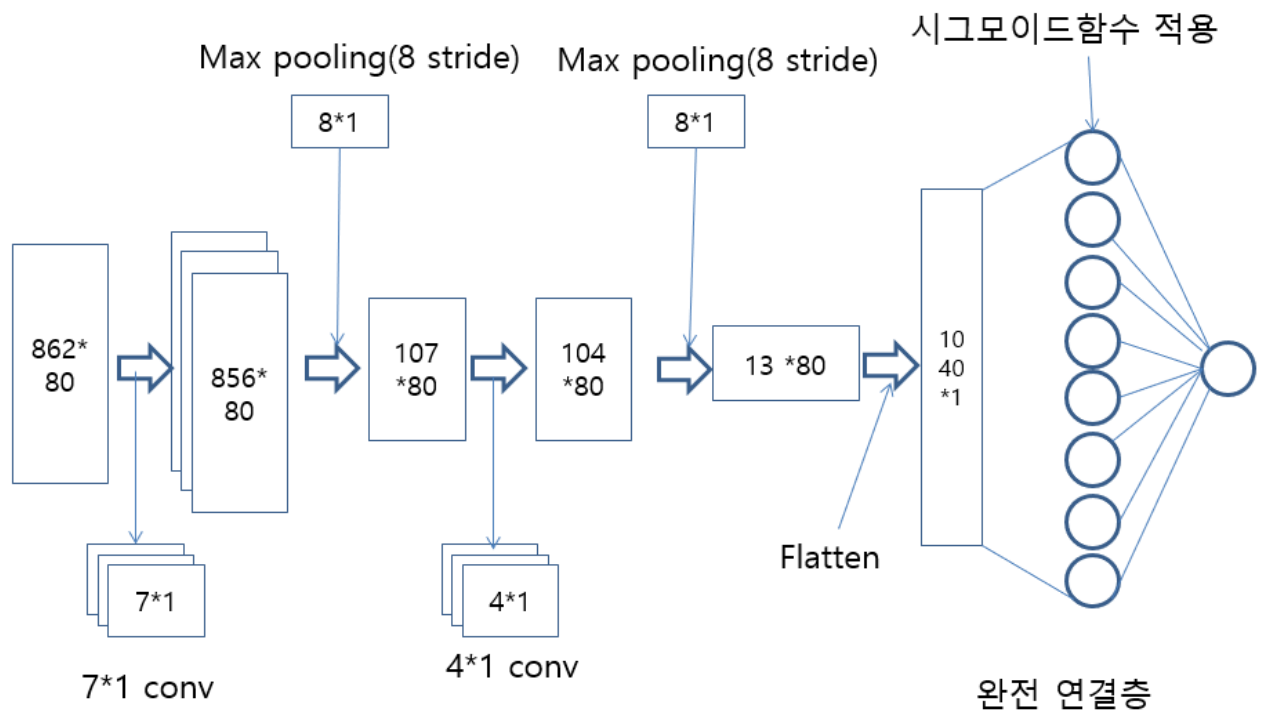 시그모이드함수 적용
Max pooling(8 stride)
Max pooling(8 stride)
8*1
8*1
862*
80
856*
80
107
*80
104
*80
13 *80
10
40
*1
7*1
4*1
Flatten
7*1 conv
4*1 conv
완전 연결층